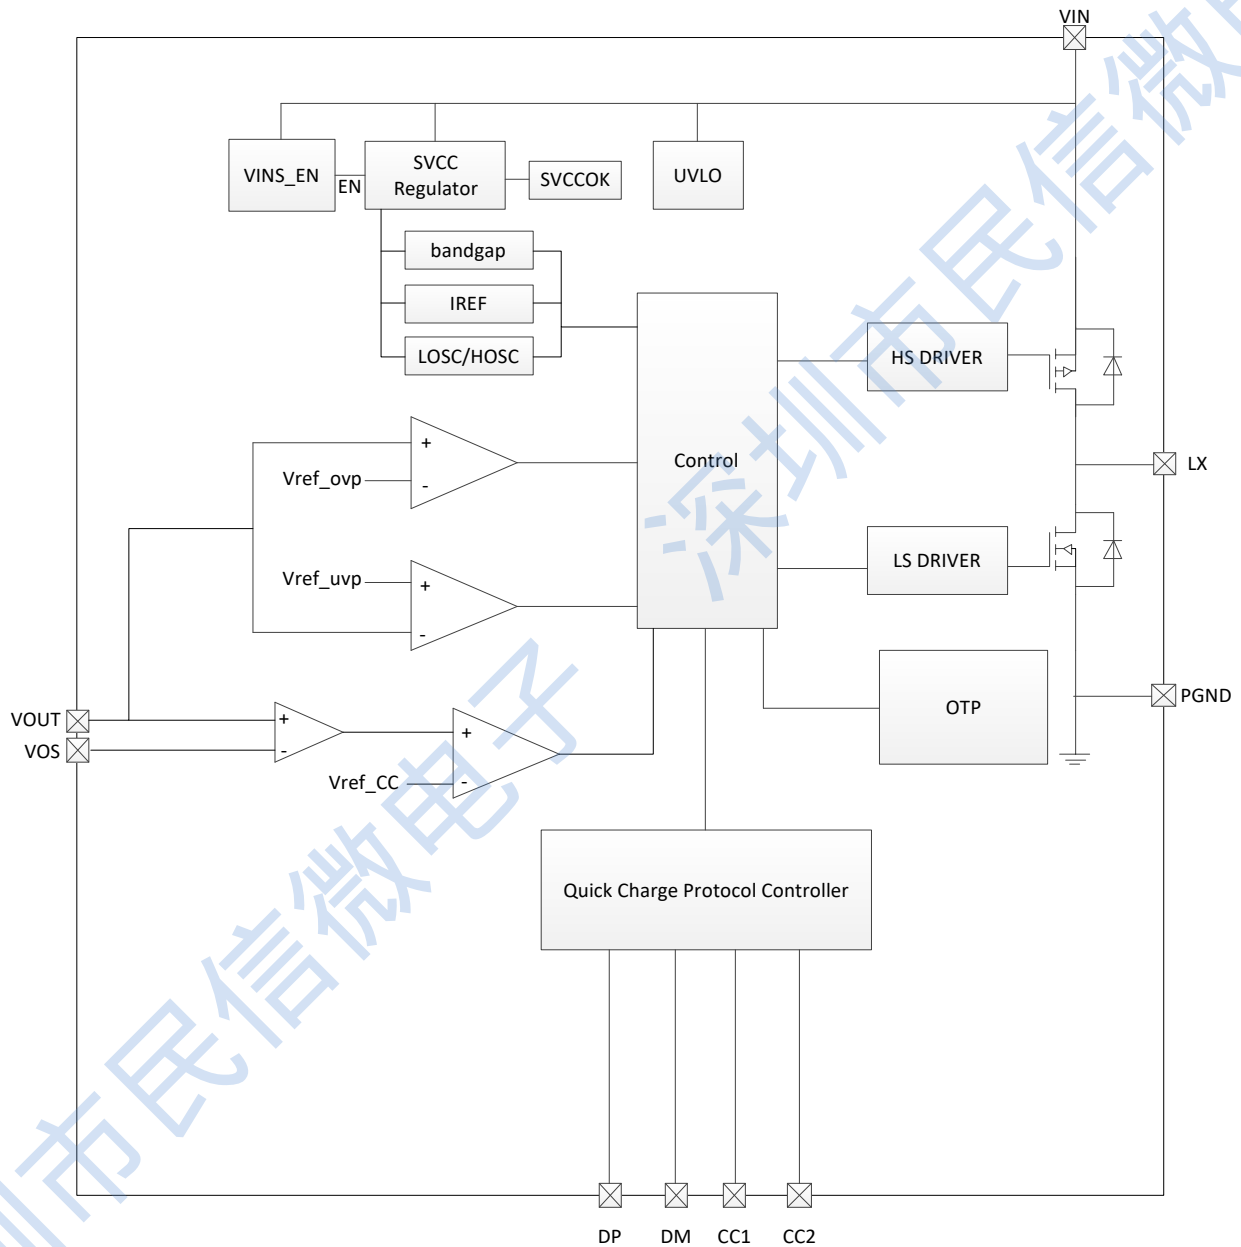 VIN
VINS_EN
EN
SVCC
Regulator
SVCCOK
UVLO
bandgap
IREF
LOSC/HOSC
Control
HS DRIVER
LX
+
Vref_ovp
-
LS DRIVER
Vref_uvp
+
-
OTP
PGND
VOUT
VOS
+
-
+
Vref_CC
-
Quick Charge Protocol Controller
DP
DM
CC1
CC2
深圳市民信微电
圳市民信微电子